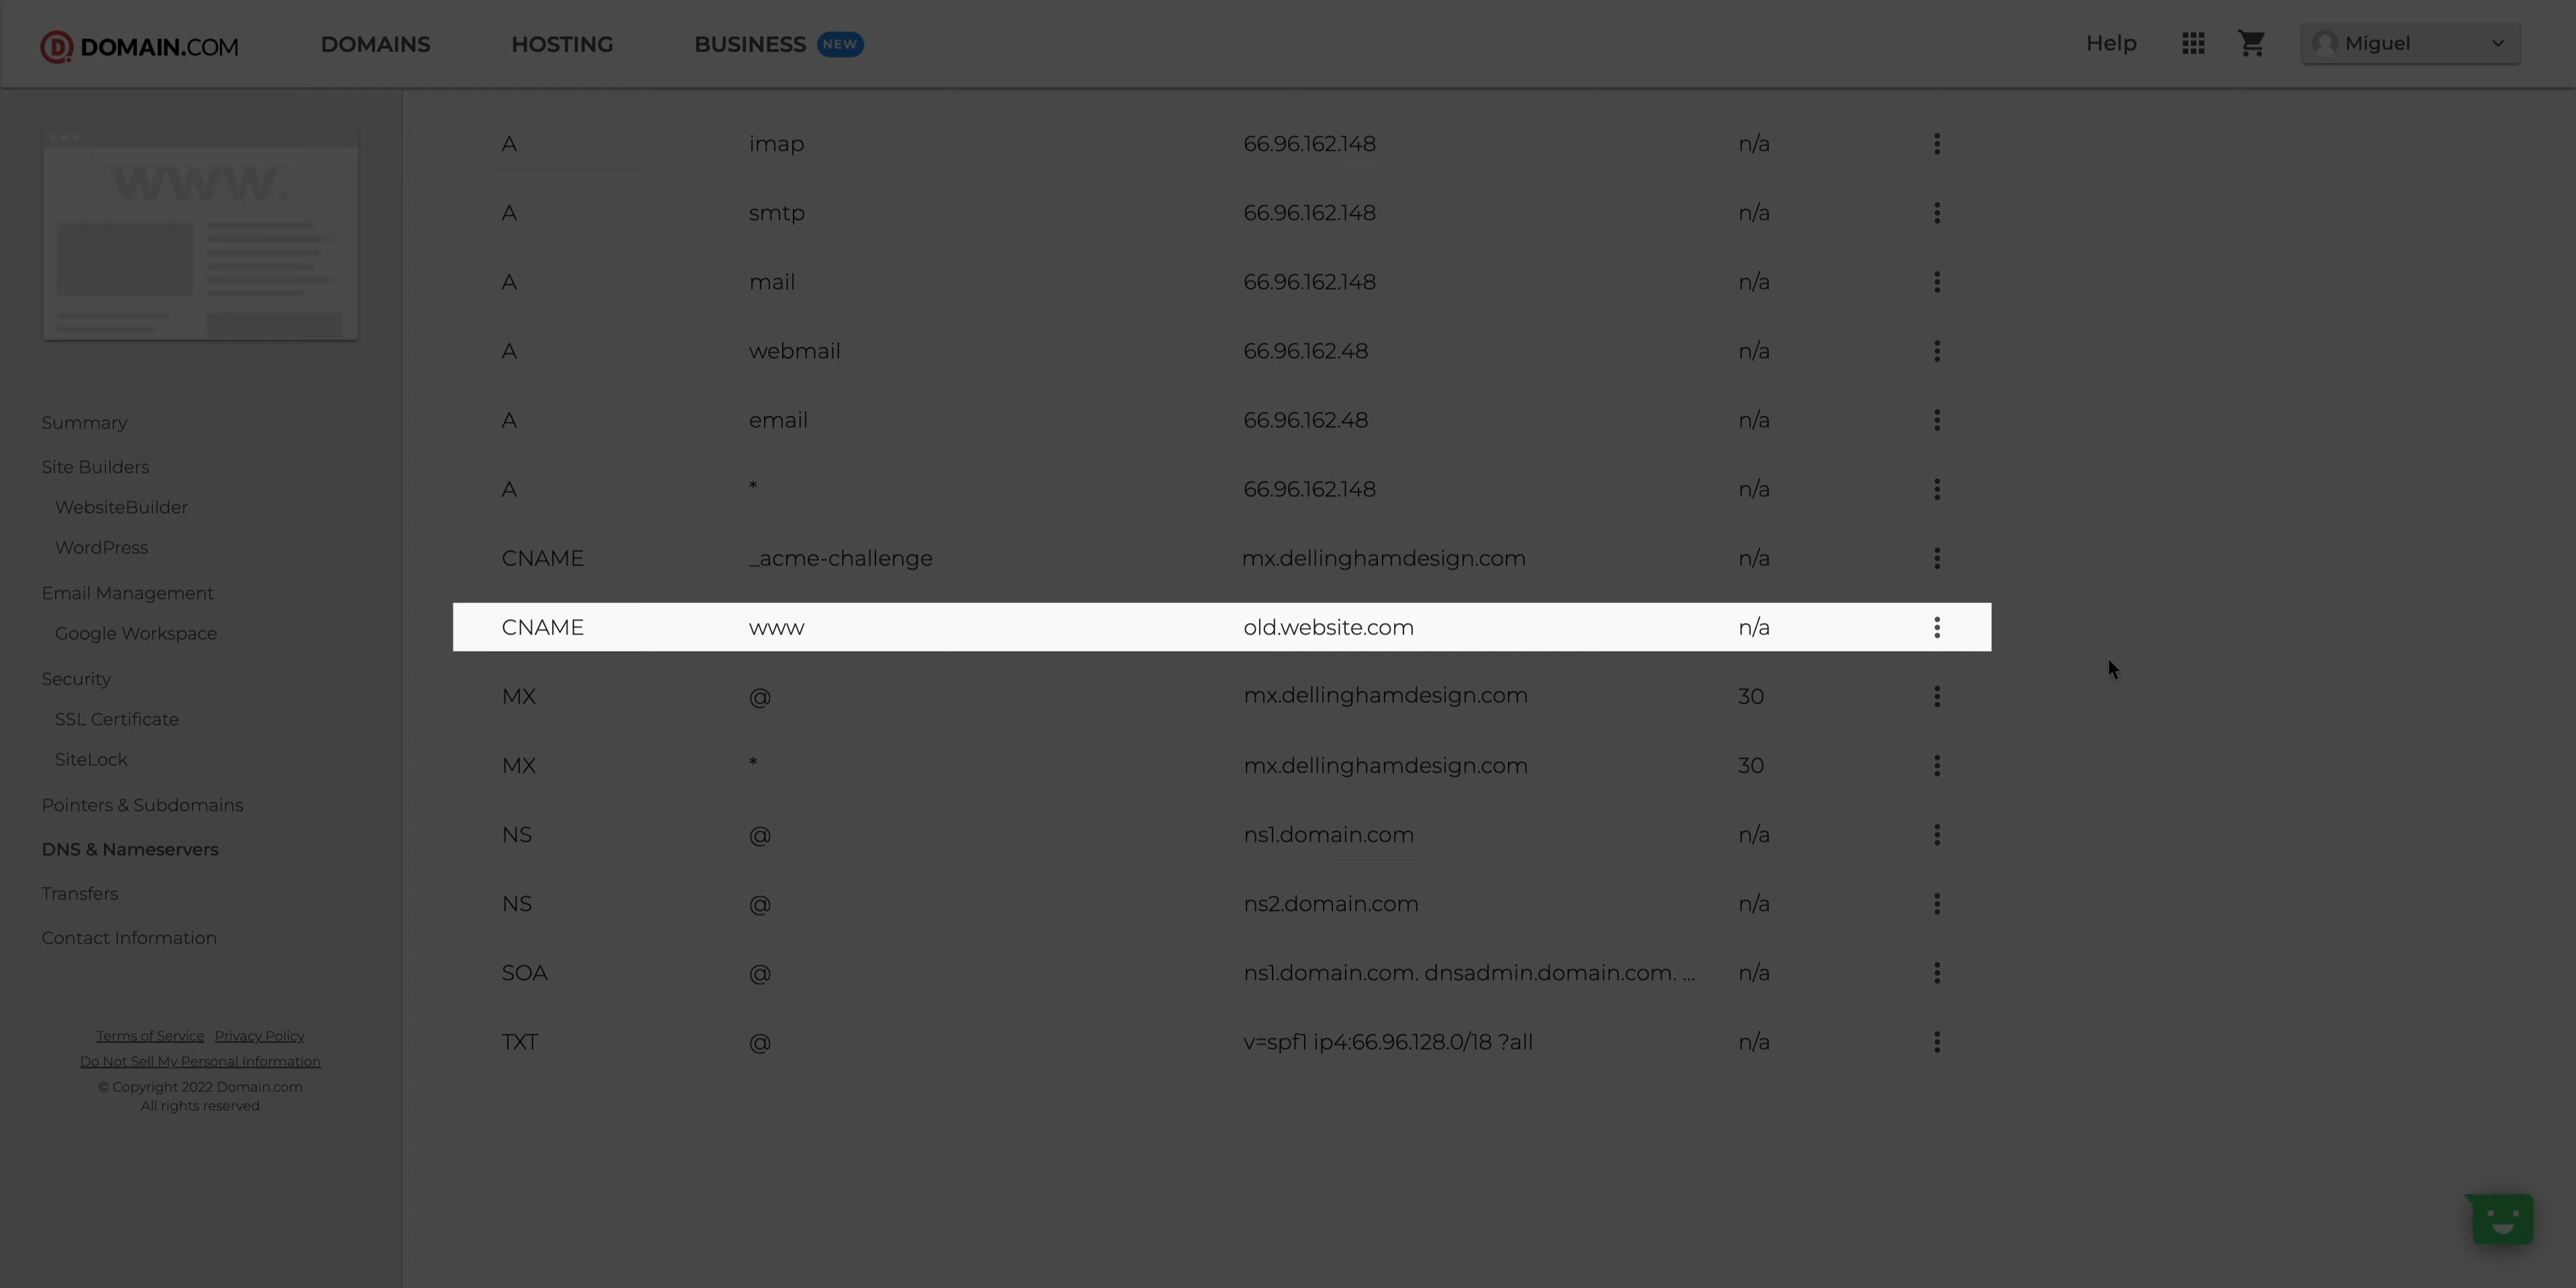 DOMAIN.COM DOMAINS HOSTING BUSINESS NEW Help Miguel
www.
Summary
Site Builders
WebsiteBuilder
WordPress
Email Management
Google Workspace
Security
SSL Certificate
SiteLock
Pointers & Subdomains
DNS & Nameservers
Transfers
Contact Information
Terms of Service Privacy Policy
Do Not Sell My Personal Information
© Copyright 2022 Domain.com
All rights reserved
A imap 66.96.162.148 n/a
A smtp 66.96.162.148 n/a
A mail 66.96.162.148 n/a
A webmail 66.96.162.48 n/a
A email 66.96.162.48 n/a
A * 66.96.162.148 n/a
CNAME _acme-challenge mx.dellinghamdesign.com n/a
CNAME www old.website.com n/a
MX @ mx.dellinghamdesign.com 30
MX * mx.dellinghamdesign.com 30
NS @ ns1.domain.com n/a
NS @ ns2.domain.com n/a
SOA @ ns1.domain.com. dnsadmin.domain.com. ... n/a
TXT @ v=spf1 ip4:66.96.128.0/18 ?all n/a